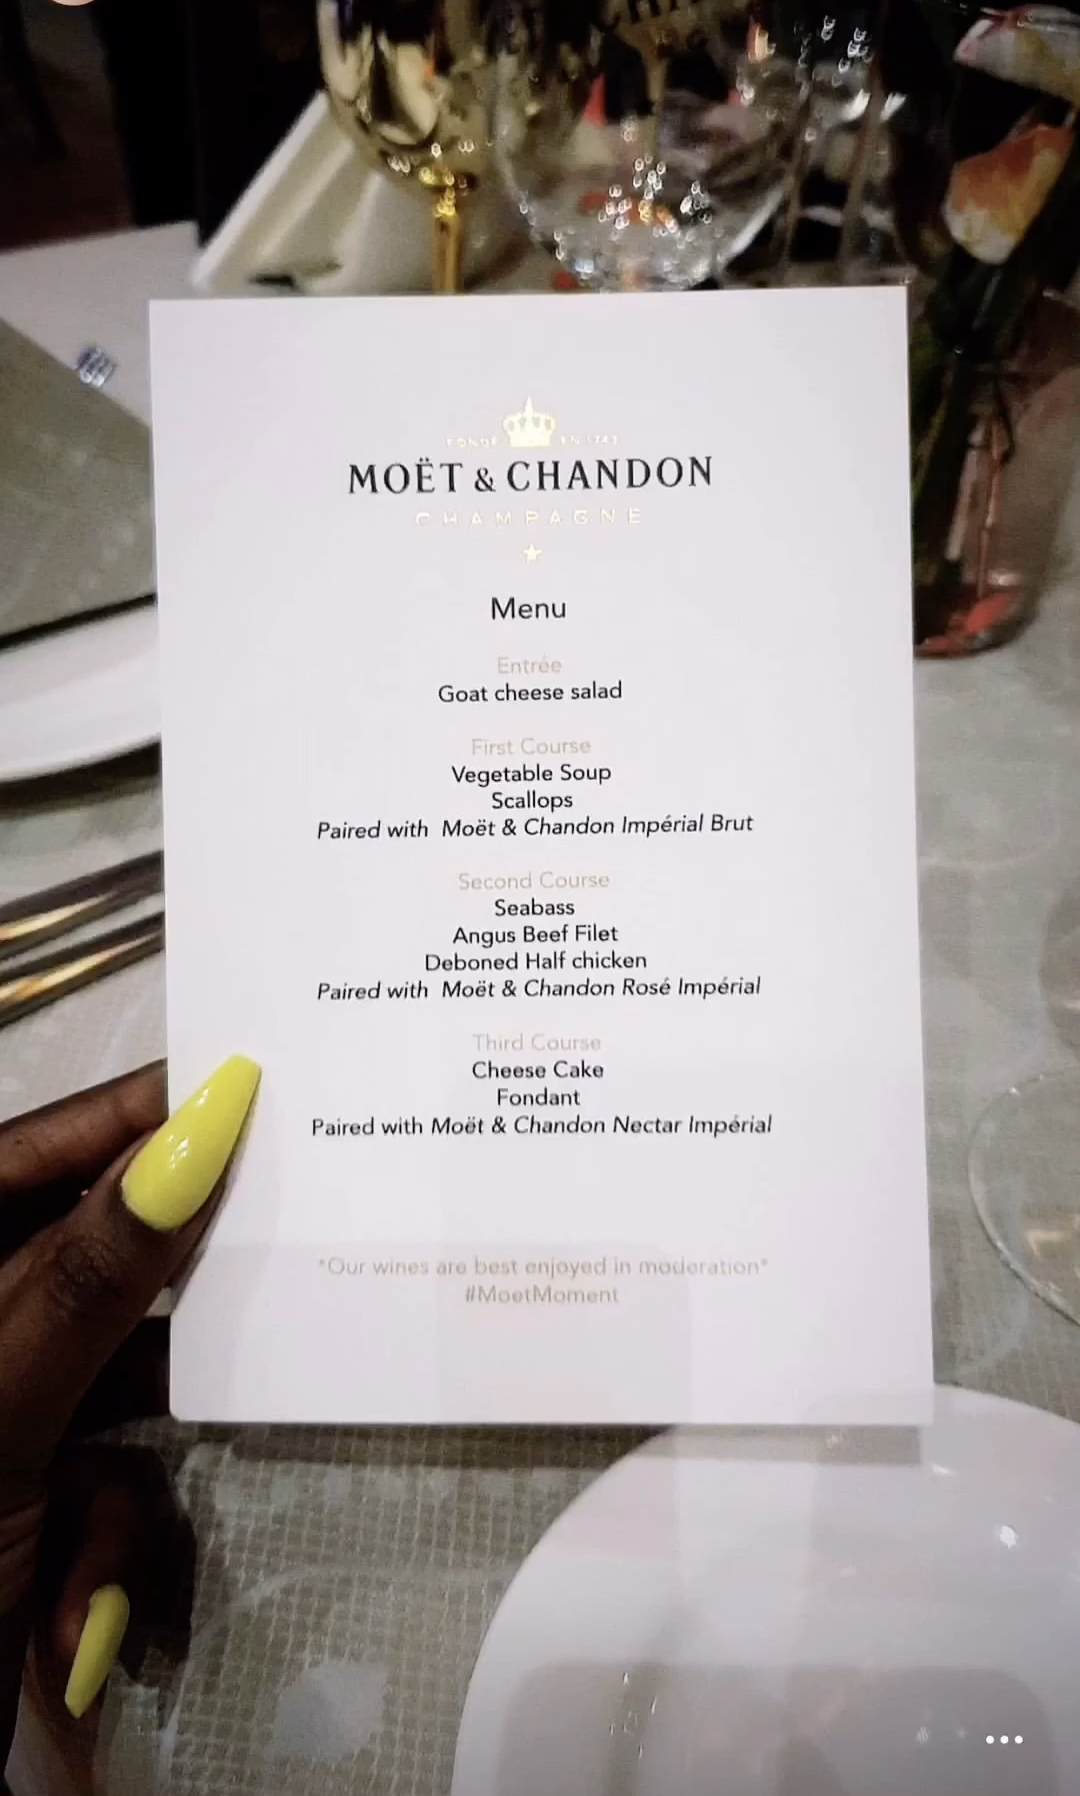 FONDÉ EN 1743
MOËT & CHANDON
CHAMPAGNE
Menu
Entrée
Goat cheese salad
First Course
Vegetable Soup
Scallops
Paired with Moët & Chandon Impérial Brut
Second Course
Seabass
Angus Beef Filet
Deboned Half chicken
Paired with Moët & Chandon Rosé Impérial
Third Course
Cheese Cake
Fondant
Paired with Moët & Chandon Nectar Impérial
*Our wines are best enjoyed in moderation*
#MoetMoment